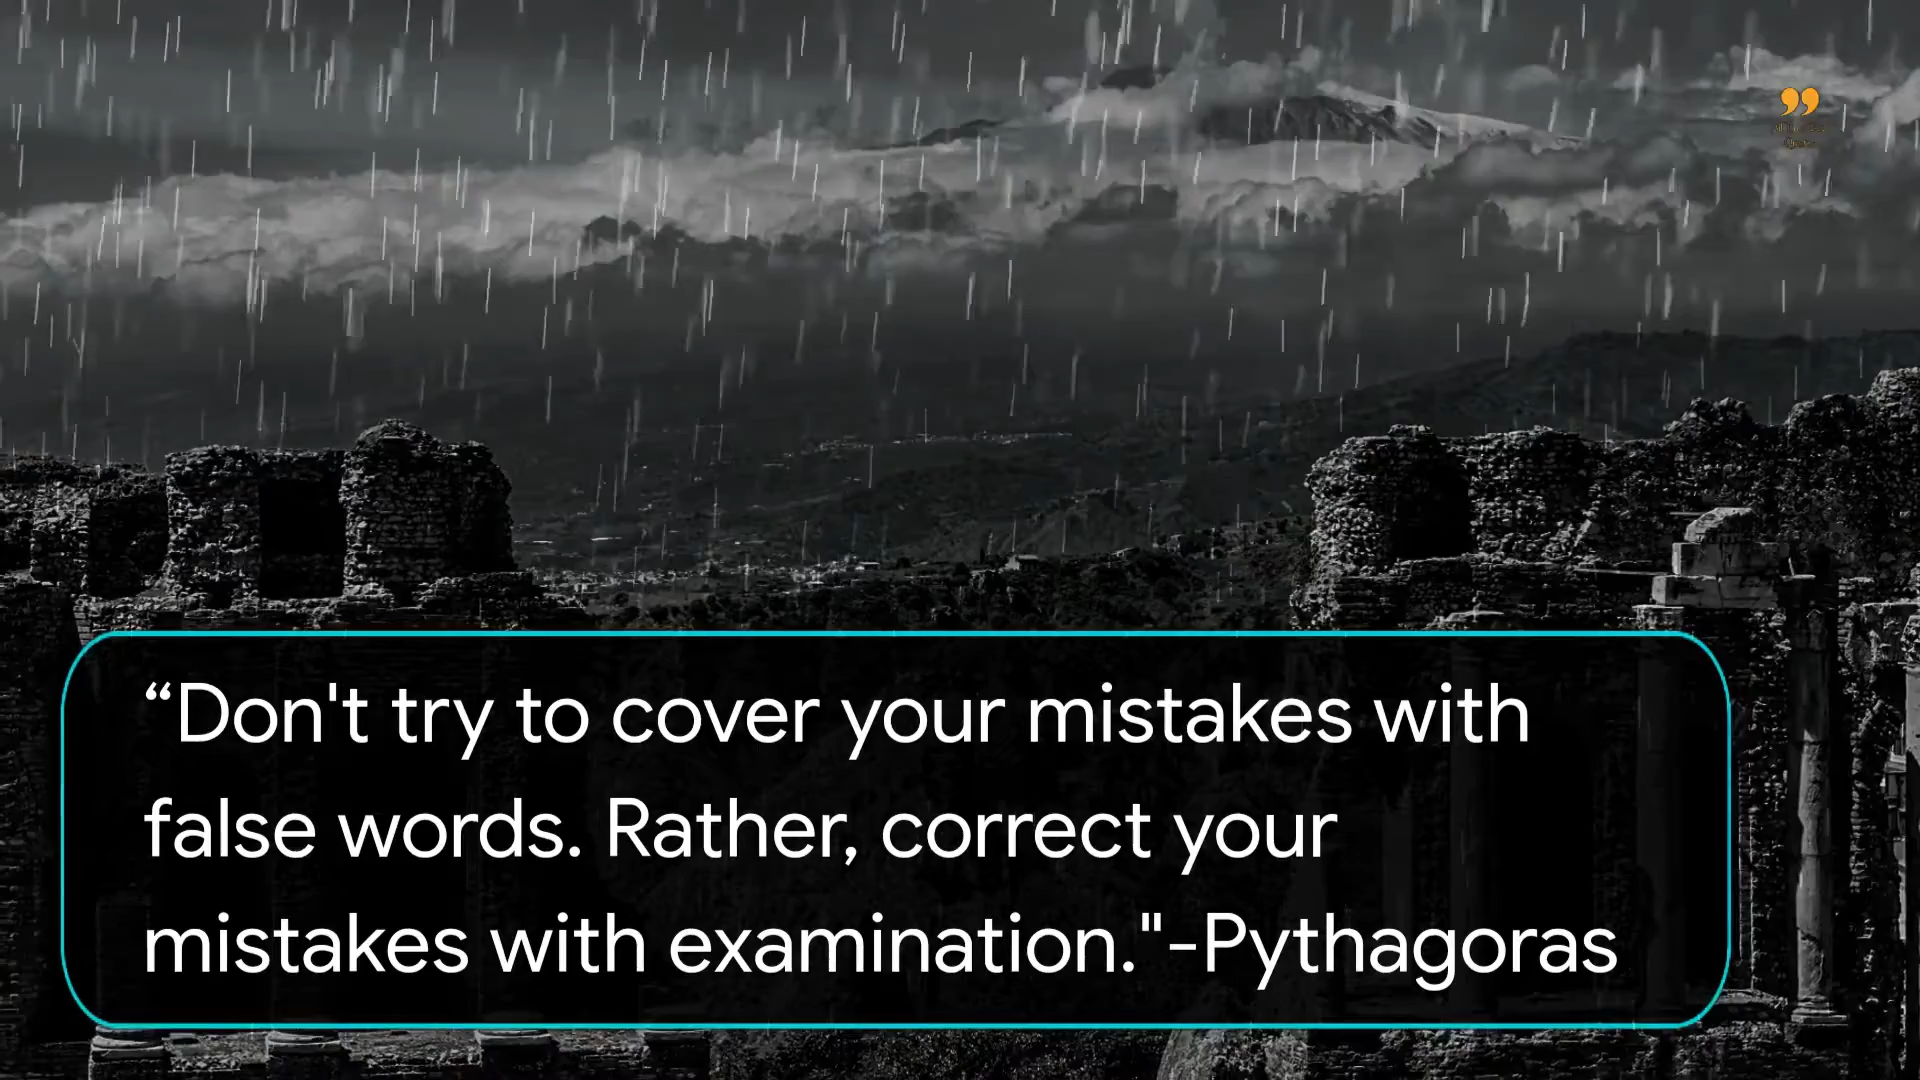 “Don't try to cover your mistakes with
false words. Rather, correct your
mistakes with examination."-Pythagoras